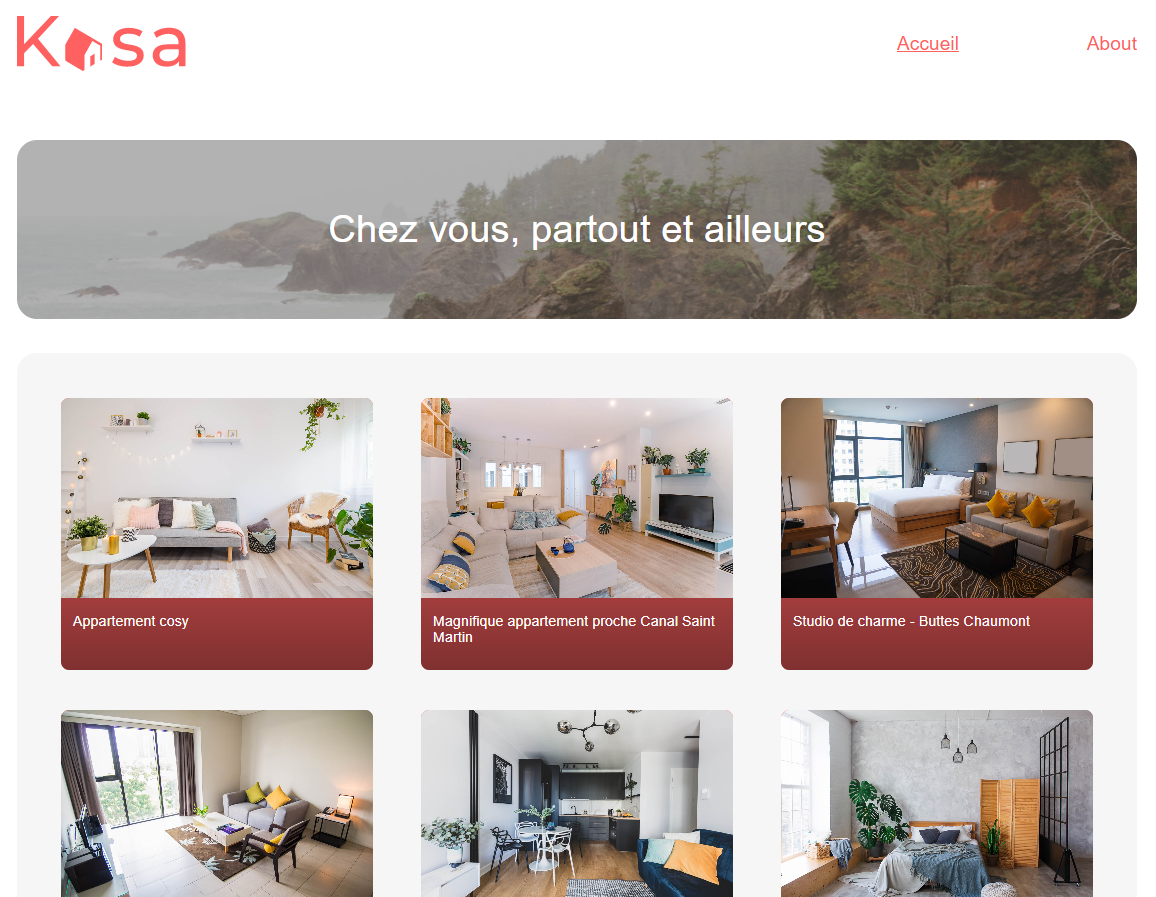 Kasa
Accueil
About
Chez vous, partout et ailleurs
Appartement cosy
Magnifique appartement proche Canal Saint
Martin
Studio de charme - Buttes Chaumont